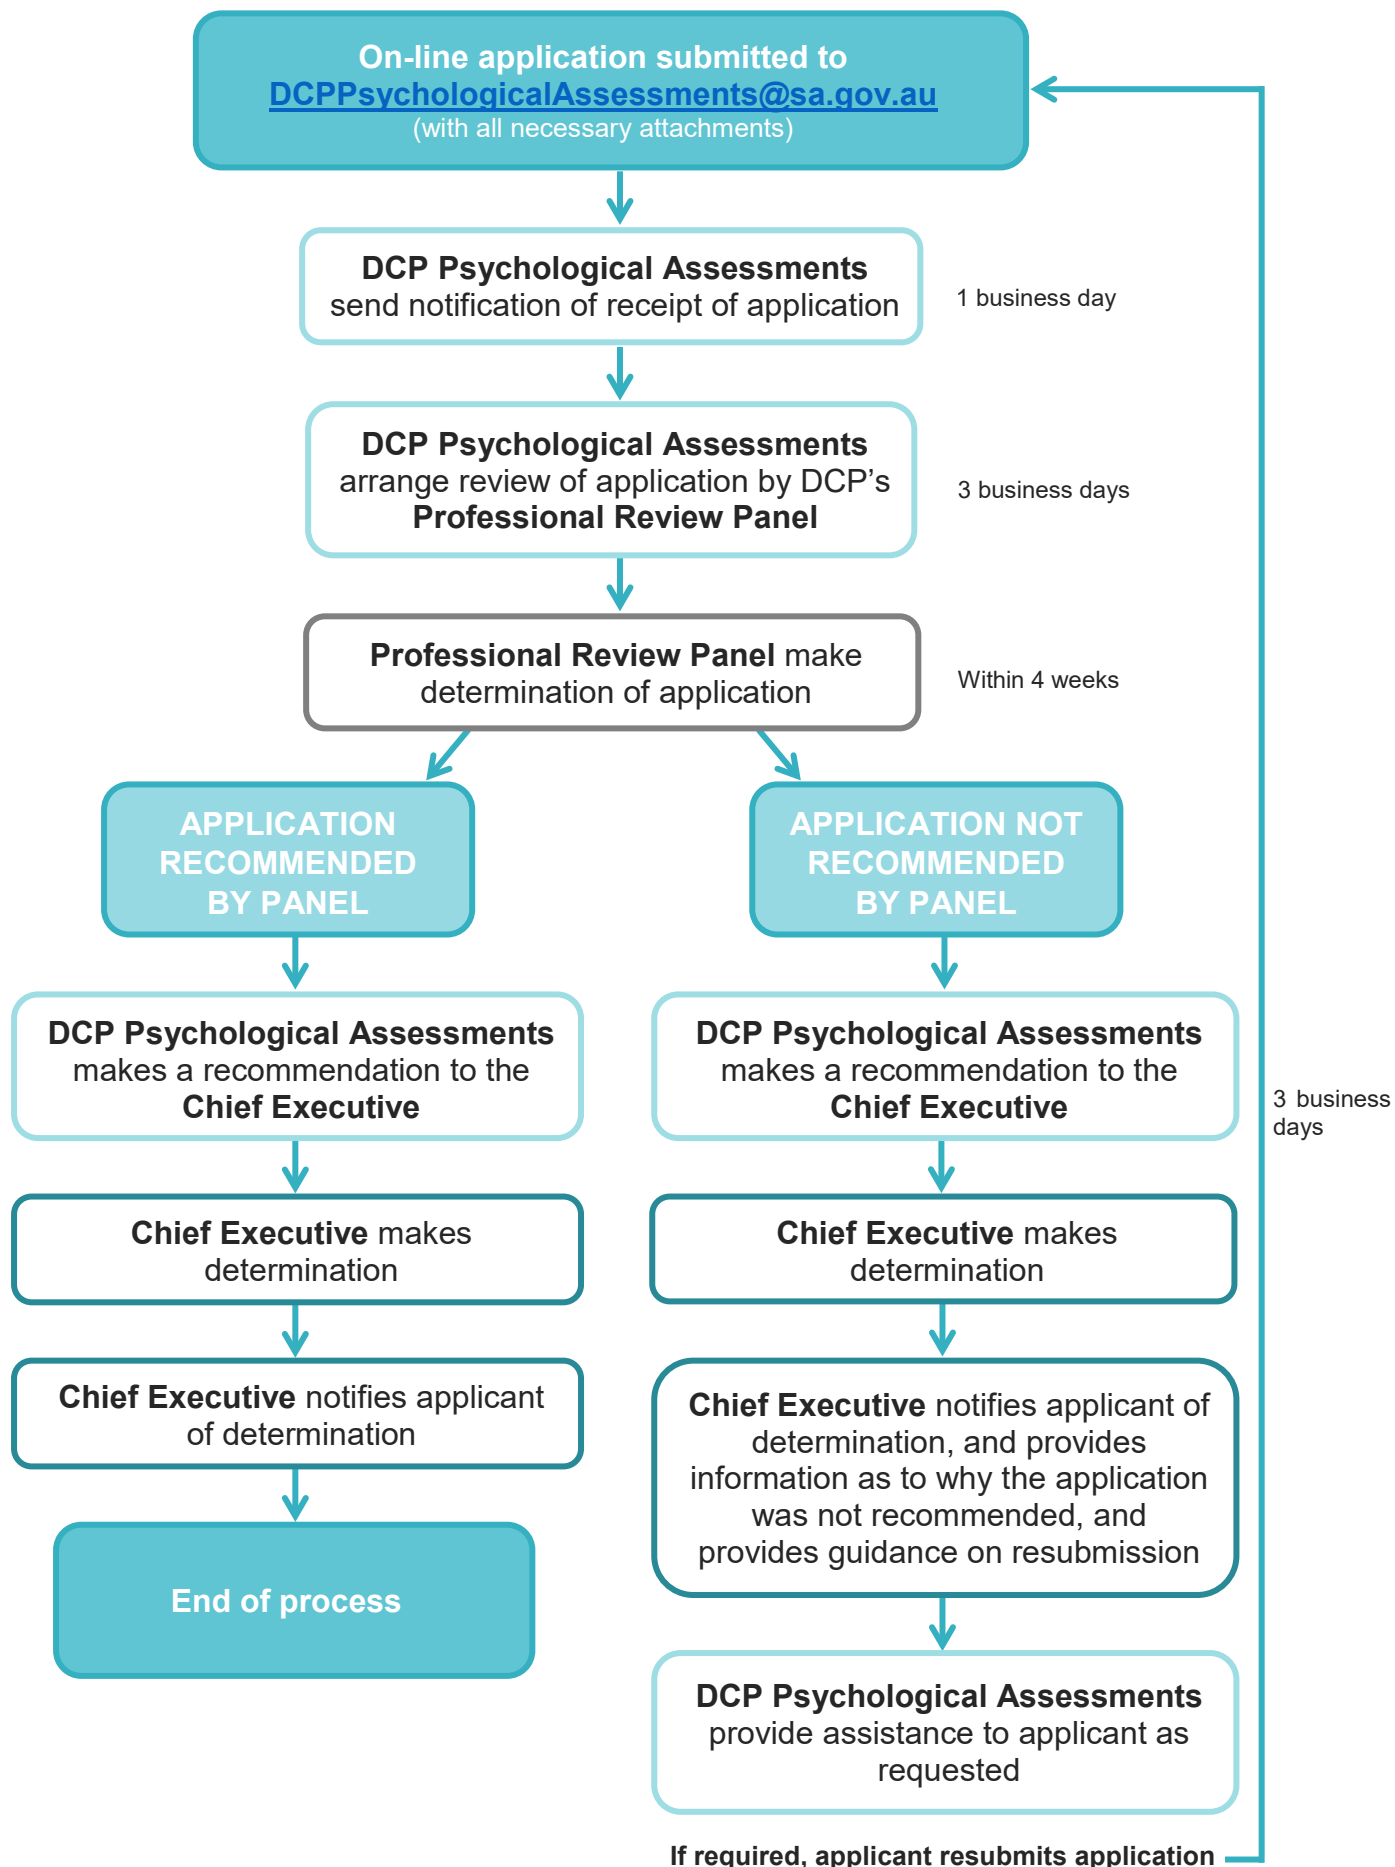 On-line application submitted to
DCPPsychologicalAssessments@sa.gov.au
(with all necessary attachments)
DCP Psychological Assessments
send notification of receipt of application
1 business day
DCP Psychological Assessments
arrange review of application by DCP’s
Professional Review Panel
3 business days
Professional Review Panel make
determination of application
Within 4 weeks
APPLICATION
RECOMMENDED
BY PANEL
APPLICATION NOT
RECOMMENDED
BY PANEL
DCP Psychological Assessments
makes a recommendation to the
Chief Executive
DCP Psychological Assessments
makes a recommendation to the
Chief Executive
3 business
days
Chief Executive makes
determination
Chief Executive makes
determination
Chief Executive notifies applicant
of determination
Chief Executive notifies applicant of
determination, and provides
information as to why the application
was not recommended, and
provides guidance on resubmission
End of process
DCP Psychological Assessments
provide assistance to applicant as
requested
If required, applicant resubmits application